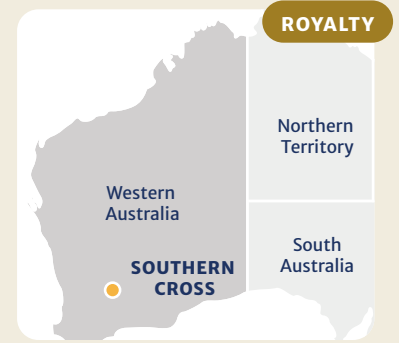 ROYALTY
Northern
Territory
Western
Australia
South
Australia
SOUTHERN
CROSS